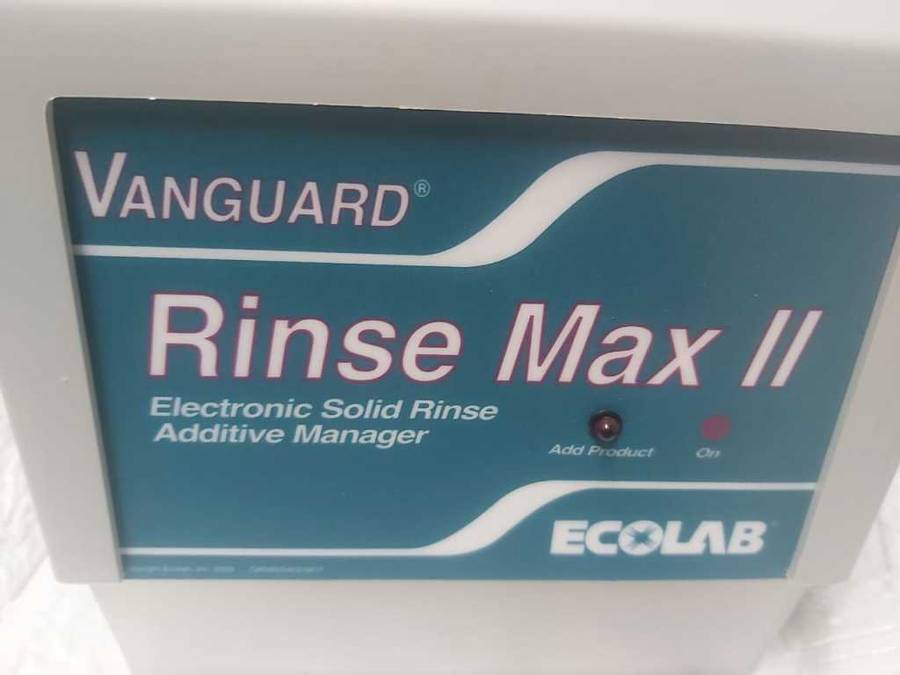 VANGUARD®
Rinse Max II
Electronic Solid Rinse
Additive Manager
Add Product
On
ECOLAB